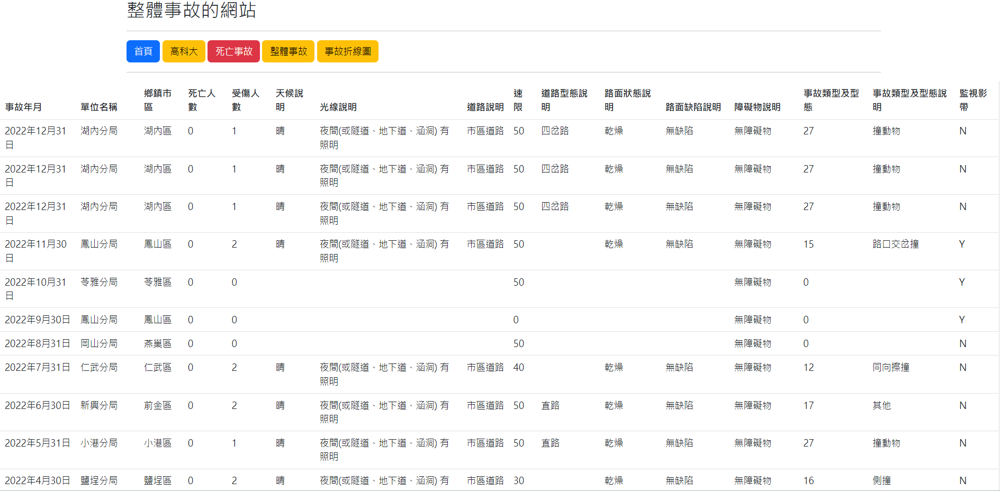 整體事故的網站
首頁 高科大 死亡事故 整體事故 事故折線圖
事故年月 單位名稱 鄉鎮市區 死亡人數 受傷人數 天候說明 光線說明 道路說明 速限 道路型態說明 路面狀態說明 路面缺陷說明 障礙物說明 事故類型及型態 事故類型及型態說明 監視影帶
2022年12月31日 湖內分局 湖內區 0 1 晴 夜間(或隧道、地下道、涵洞) 有照明 市區道路 50 四岔路 乾燥 無缺陷 無障礙物 27 撞動物 N
2022年12月31日 湖內分局 湖內區 0 1 晴 夜間(或隧道、地下道、涵洞) 有照明 市區道路 50 四岔路 乾燥 無缺陷 無障礙物 27 撞動物 N
2022年12月31日 湖內分局 湖內區 0 1 晴 夜間(或隧道、地下道、涵洞) 有照明 市區道路 50 四岔路 乾燥 無缺陷 無障礙物 27 撞動物 N
2022年11月30日 鳳山分局 鳳山區 0 2 晴 夜間(或隧道、地下道、涵洞) 有照明 市區道路 50 乾燥 無缺陷 無障礙物 15 路口交岔撞 Y
2022年10月31日 苓雅分局 苓雅區 0 0 50 無障礙物 0 Y
2022年9月30日 鳳山分局 鳳山區 0 0 0 無障礙物 0 Y
2022年8月31日 岡山分局 燕巢區 0 0 50 無障礙物 0 N
2022年7月31日 仁武分局 仁武區 0 2 晴 夜間(或隧道、地下道、涵洞) 有照明 市區道路 40 乾燥 無缺陷 無障礙物 12 同向擦撞 N
2022年6月30日 新興分局 前金區 0 2 晴 夜間(或隧道、地下道、涵洞) 有照明 市區道路 50 直路 乾燥 無缺陷 無障礙物 17 其他 N
2022年5月31日 小港分局 小港區 0 1 晴 夜間(或隧道、地下道、涵洞) 有照明 市區道路 50 直路 乾燥 無缺陷 無障礙物 27 撞動物 N
2022年4月30日 鹽埕分局 鹽埕區 0 2 晴 夜間(或隧道、地下道、涵洞) 有 市區道路 30 乾燥 無缺陷 無障礙物 16 側撞 N